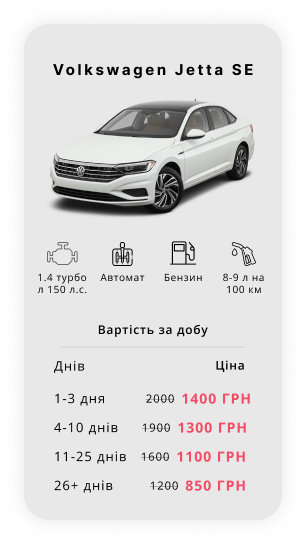 Volkswagen Jetta SE
1.4 турбо Автомат Бензин 8-9 л на
л 150 л.с. 100 км
Вартість за добу
Днів Ціна
1-3 дня 2000 1400 ГРН
4-10 днів 1900 1300 ГРН
11-25 днів 1600 1100 ГРН
26+ днів 1200 850 ГРН